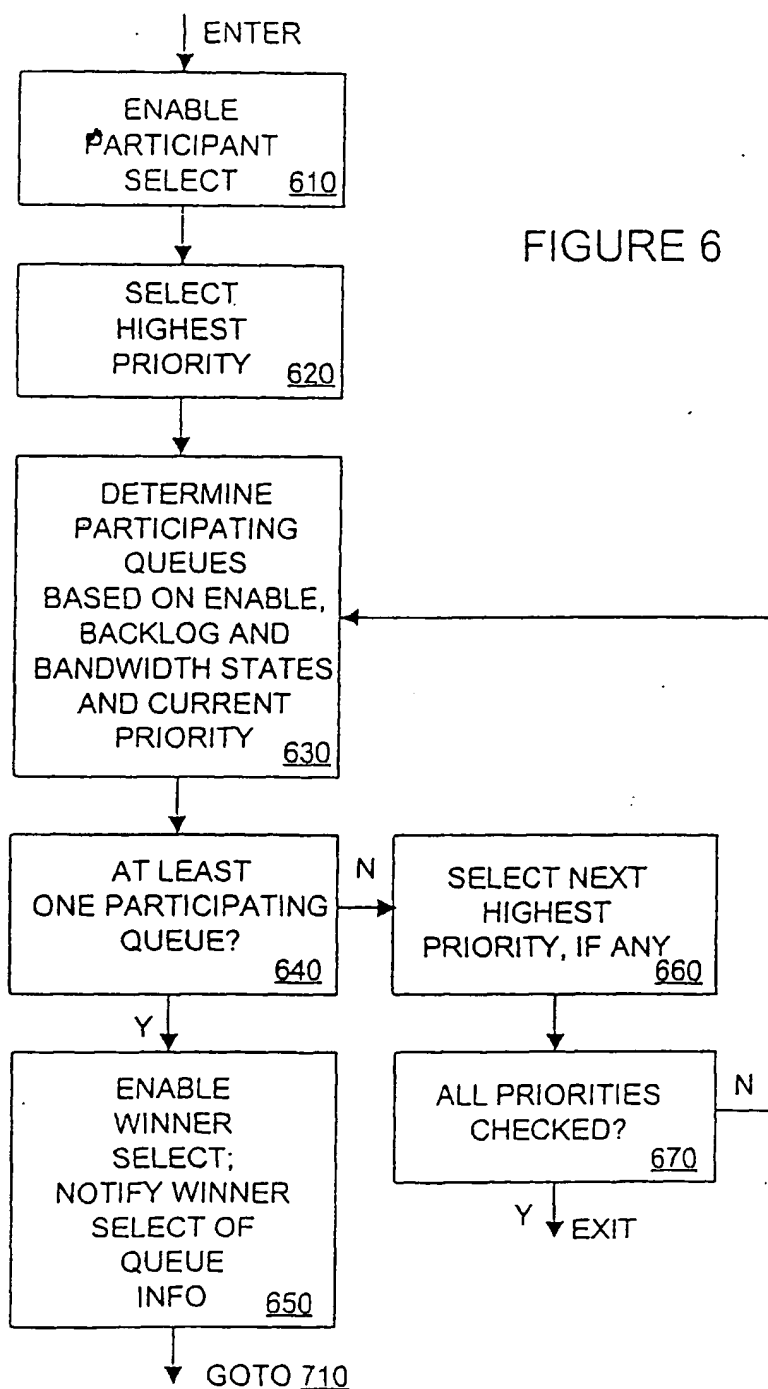 ENTER
ENABLE
PARTICIPANT
SELECT
610
FIGURE 6
SELECT
HIGHEST
PRIORITY
620
DETERMINE
PARTICIPATING
QUEUES
BASED ON ENABLE,
BACKLOG AND
BANDWIDTH STATES
AND CURRENT
PRIORITY
630
AT LEAST
ONE PARTICIPATING
QUEUE?
640
N
SELECT NEXT
HIGHEST
PRIORITY, IF ANY
660
Y
ENABLE
WINNER
SELECT;
NOTIFY WINNER
SELECT OF
QUEUE
INFO
650
ALL PRIORITIES
CHECKED?
670
N
Y
EXIT
GOTO 710